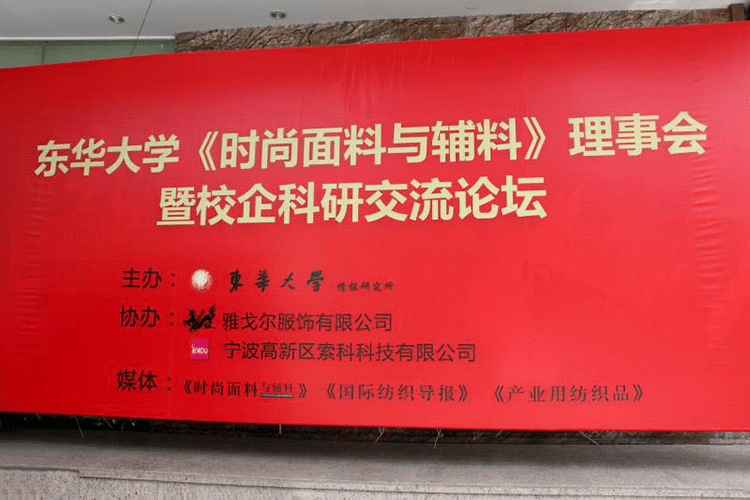 东华大学《时尚面料与辅料》理事会
暨校企科研交流论坛
主办：東華大学 情报研究所
协办：雅戈尔服饰有限公司
宁波高新区索科科技有限公司
媒体：《时尚面料与辅料》《国际纺织导报》《产业用纺织品》